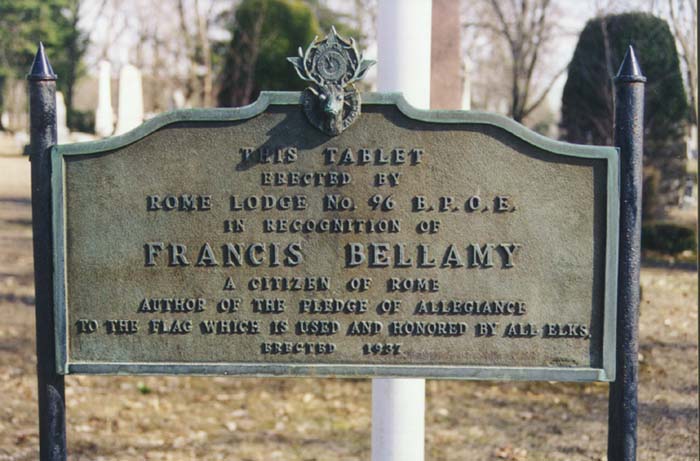 THIS TABLET
ERECTED BY
ROME LODGE NO. 96 B.P.O.E.
IN RECOGNITION OF
FRANCIS BELLAMY
A CITIZEN OF ROME
AUTHOR OF THE PLEDGE OF ALLEGIANCE
TO THE FLAG WHICH IS USED AND HONORED BY ALL ELKS.
ERECTED 1937